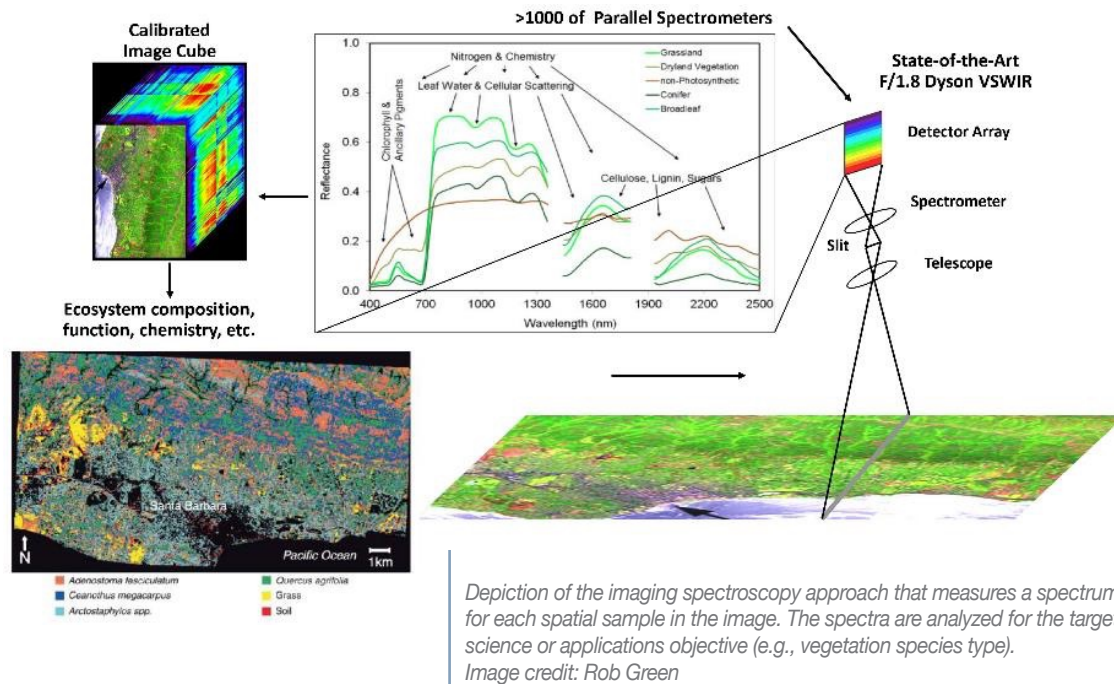 >1000 of Parallel Spectrometers
Calibrated
Image Cube
State-of-the-Art
F/1.8 Dyson VSWIR
Detector Array
Spectrometer
Slit
Telescope
Nitrogen & Chemistry
Leaf Water & Cellular Scattering
Chlorophyll &
Ancillary Pigments
Cellulose, Lignin, Sugars
Grassland
Dryland Vegetation
non-Photosynthetic
Conifer
Broadleaf
Reflectance
1.0
0.8
0.6
0.4
0.2
0.0
400 700 1000 1300 1600 1900 2200 2500
Wavelength (nm)
Ecosystem composition,
function, chemistry, etc.
Santa Barbara
N
Pacific Ocean
1km
Adenostoma fasciculatum
Ceanothus megacarpus
Arctostaphylos spp.
Quercus agrifolia
Grass
Soil
Depiction of the imaging spectroscopy approach that measures a spectrum
for each spatial sample in the image. The spectra are analyzed for the targe
science or applications objective (e.g., vegetation species type).
Image credit: Rob Green